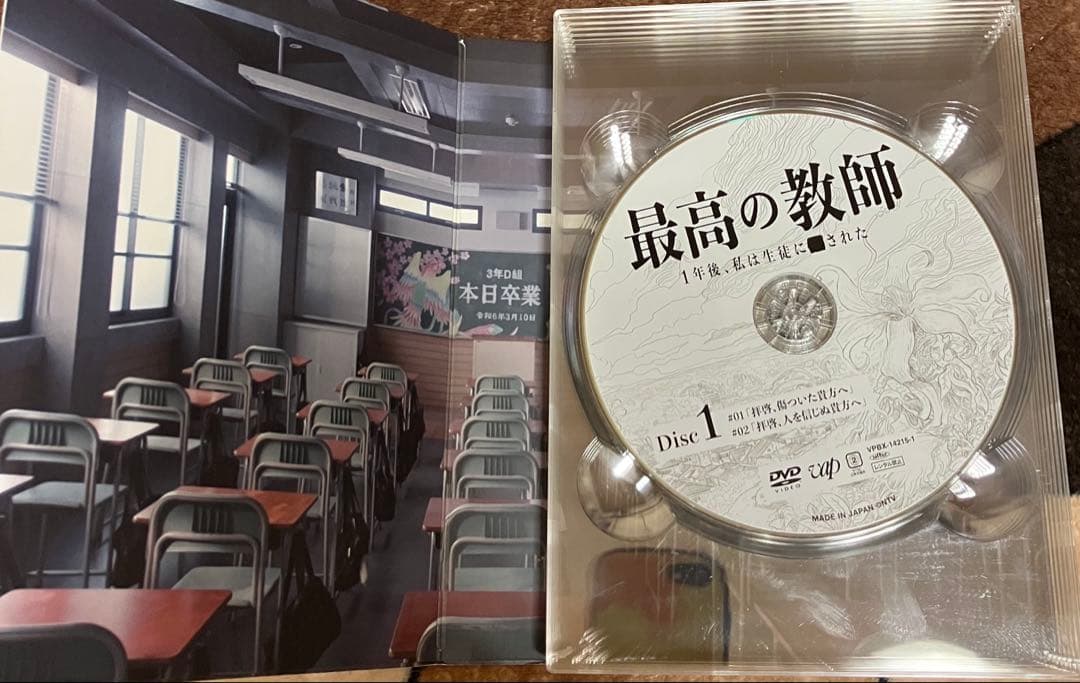 3年D組
本日卒業
令和6年3月10日
最高の教師
1年後、私は生徒に■された
Disc 1
#01「拝啓、傷ついた貴方へ」
#02「拝啓、人を信じぬ貴方へ」
DVD
VIDEO
vap
2
VPBX-14215-1
レンタル禁止
MADE IN JAPAN ©NTV